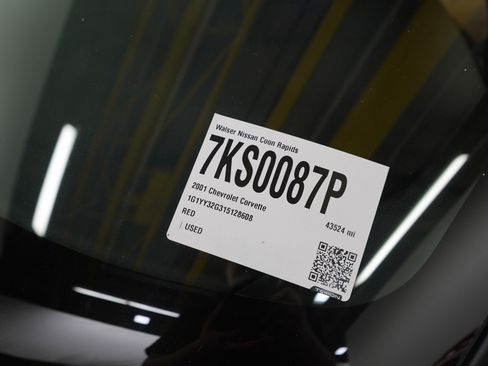 Walser Nissan Coon Rapids
7KS0087P
2001 Chevrolet Corvette
43524 mi
1G1YY32G315128608
RED
USED